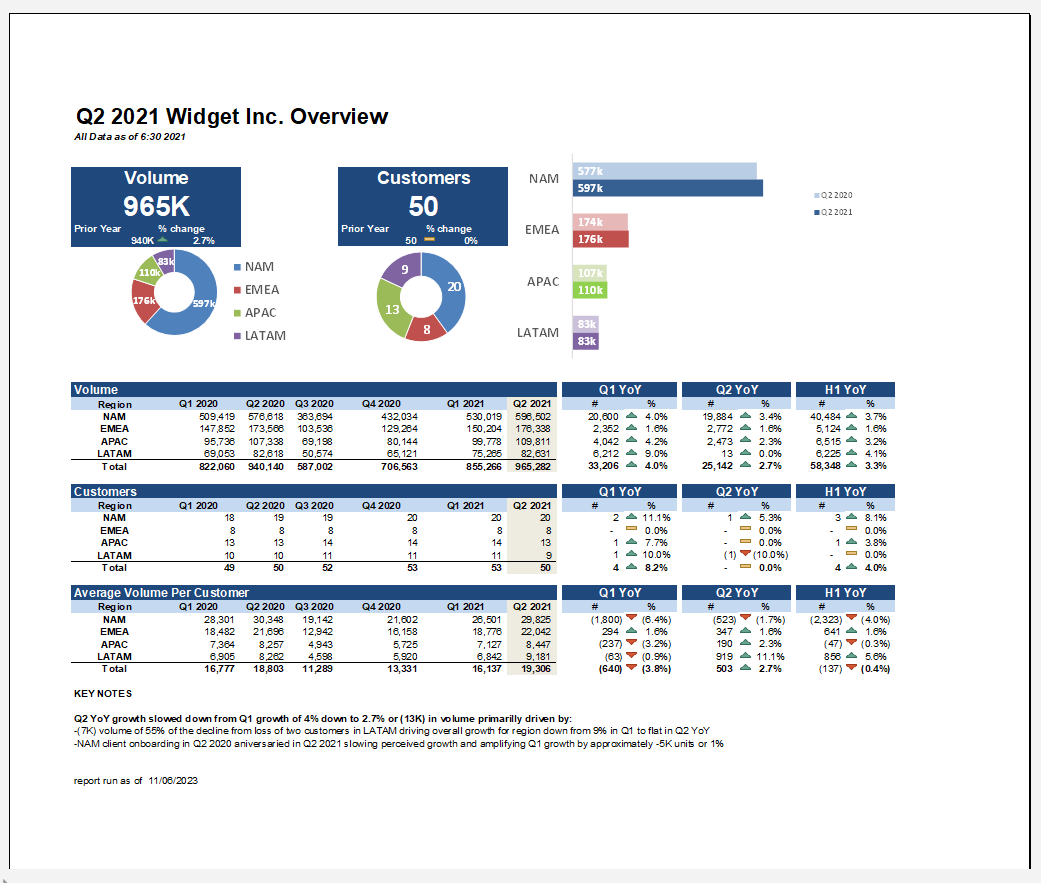 Q2 2021 Widget Inc. Overview
All Data as of 6:30 2021
Volume
965K
Prior Year % change
940K 2.7%
Customers
50
Prior Year % change
50 0%
83k
110k
176k
597k
NAM
EMEA
APAC
LATAM
9
20
13
8
NAM 577k
597k
EMEA 174k
176k
APAC 107k
110k
LATAM 83k
83k
Q2 2020
Q2 2021
Volume Q1 YoY Q2 YoY H1 YoY
Region Q1 2020 Q2 2020 Q3 2020 Q4 2020 Q1 2021 Q2 2021 # % # % # %
NAM 509,419 576,618 363,694 432,034 530,019 596,502 20,600 4.0% 19,884 3.4% 40,484 3.7%
EMEA 147,852 173,566 103,536 129,264 150,204 176,338 2,352 1.6% 2,772 1.6% 5,124 1.6%
APAC 95,736 107,338 69,198 80,144 99,778 109,811 4,042 4.2% 2,473 2.3% 6,515 3.2%
LATAM 69,053 82,618 50,574 65,121 75,265 82,631 6,212 9.0% 13 0.0% 6,225 4.1%
Total 822,060 940,140 587,002 706,563 855,266 965,282 33,206 4.0% 25,142 2.7% 58,348 3.3%
Customers Q1 YoY Q2 YoY H1 YoY
Region Q1 2020 Q2 2020 Q3 2020 Q4 2020 Q1 2021 Q2 2021 # % # % # %
NAM 18 19 19 20 20 20 2 11.1% 1 5.3% 3 8.1%
EMEA 8 8 8 8 8 8 - 0.0% - 0.0% - 0.0%
APAC 13 13 14 14 14 13 1 7.7% - 0.0% 1 3.8%
LATAM 10 10 11 11 11 9 1 10.0% (1) (10.0%) - 0.0%
Total 49 50 52 53 53 50 4 8.2% - 0.0% 4 4.0%
Average Volume Per Customer Q1 YoY Q2 YoY H1 YoY
Region Q1 2020 Q2 2020 Q3 2020 Q4 2020 Q1 2021 Q2 2021 # % # % # %
NAM 28,301 30,348 19,142 21,602 26,501 29,825 (1,800) (6.4%) (523) (1.7%) (2,323) (4.0%)
EMEA 18,482 21,696 12,942 16,158 18,776 22,042 294 1.6% 347 1.6% 641 1.6%
APAC 7,364 8,257 4,943 5,725 7,127 8,447 (237) (3.2%) 190 2.3% (47) (0.3%)
LATAM 6,905 8,262 4,598 5,920 6,842 9,181 (63) (0.9%) 919 11.1% 856 5.6%
Total 16,777 18,803 11,289 13,331 16,137 19,306 (640) (3.8%) 503 2.7% (137) (0.4%)
KEY NOTES
Q2 YoY growth slowed down from Q1 growth of 4% down to 2.7% or (13K) in volume primarily driven by:
-(7K) volume of 55% of the decline from loss of two customers in LATAM driving overall growth for region down from 9% in Q1 to flat in Q2 YoY
-NAM client onboarding in Q2 2020 aniversaried in Q2 2021 slowing perceived growth and amplifying Q1 growth by approximately -5K units or 1%
report run as of 11/06/2023